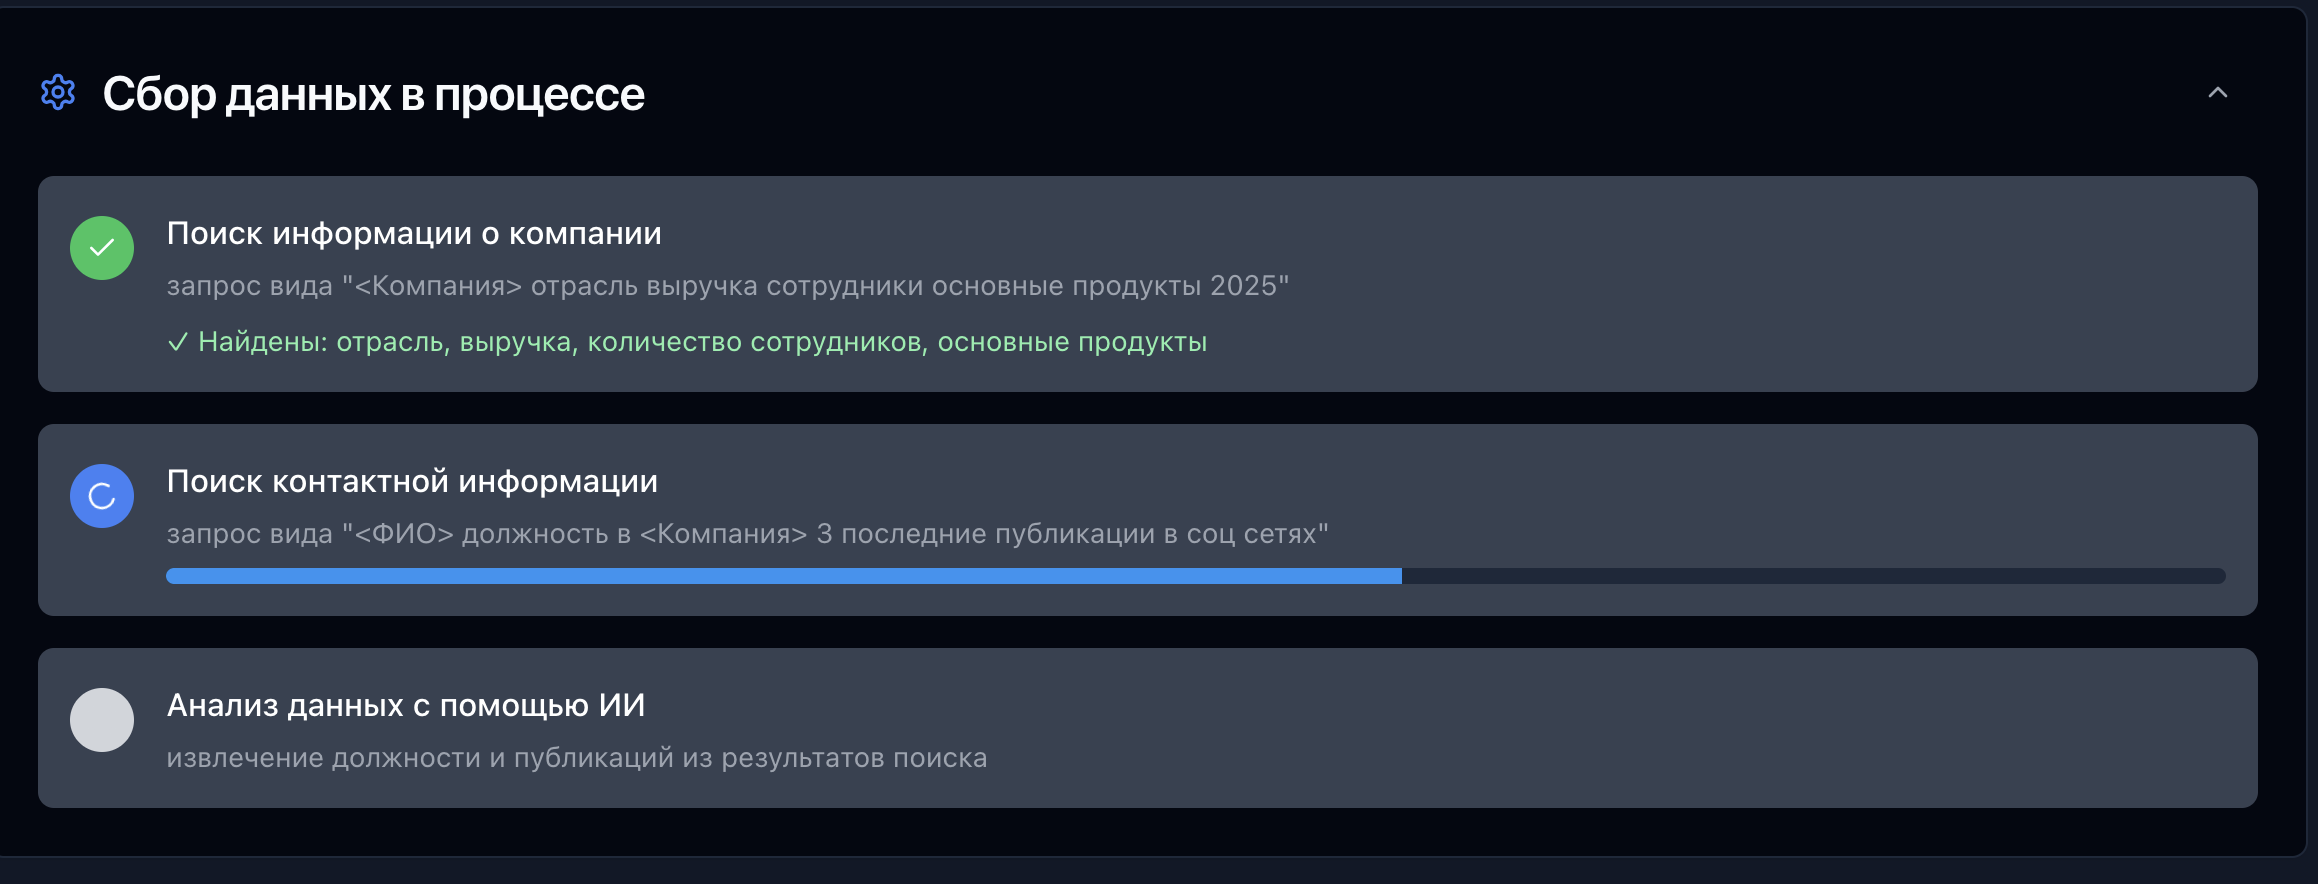 Сбор данных в процессе
Поиск информации о компании
запрос вида "<Компания> отрасль выручка сотрудники основные продукты 2025"
✓ Найдены: отрасль, выручка, количество сотрудников, основные продукты
Поиск контактной информации
запрос вида "<ФИО> должность в <Компания> 3 последние публикации в соц сетях"
Анализ данных с помощью ИИ
извлечение должности и публикаций из результатов поиска